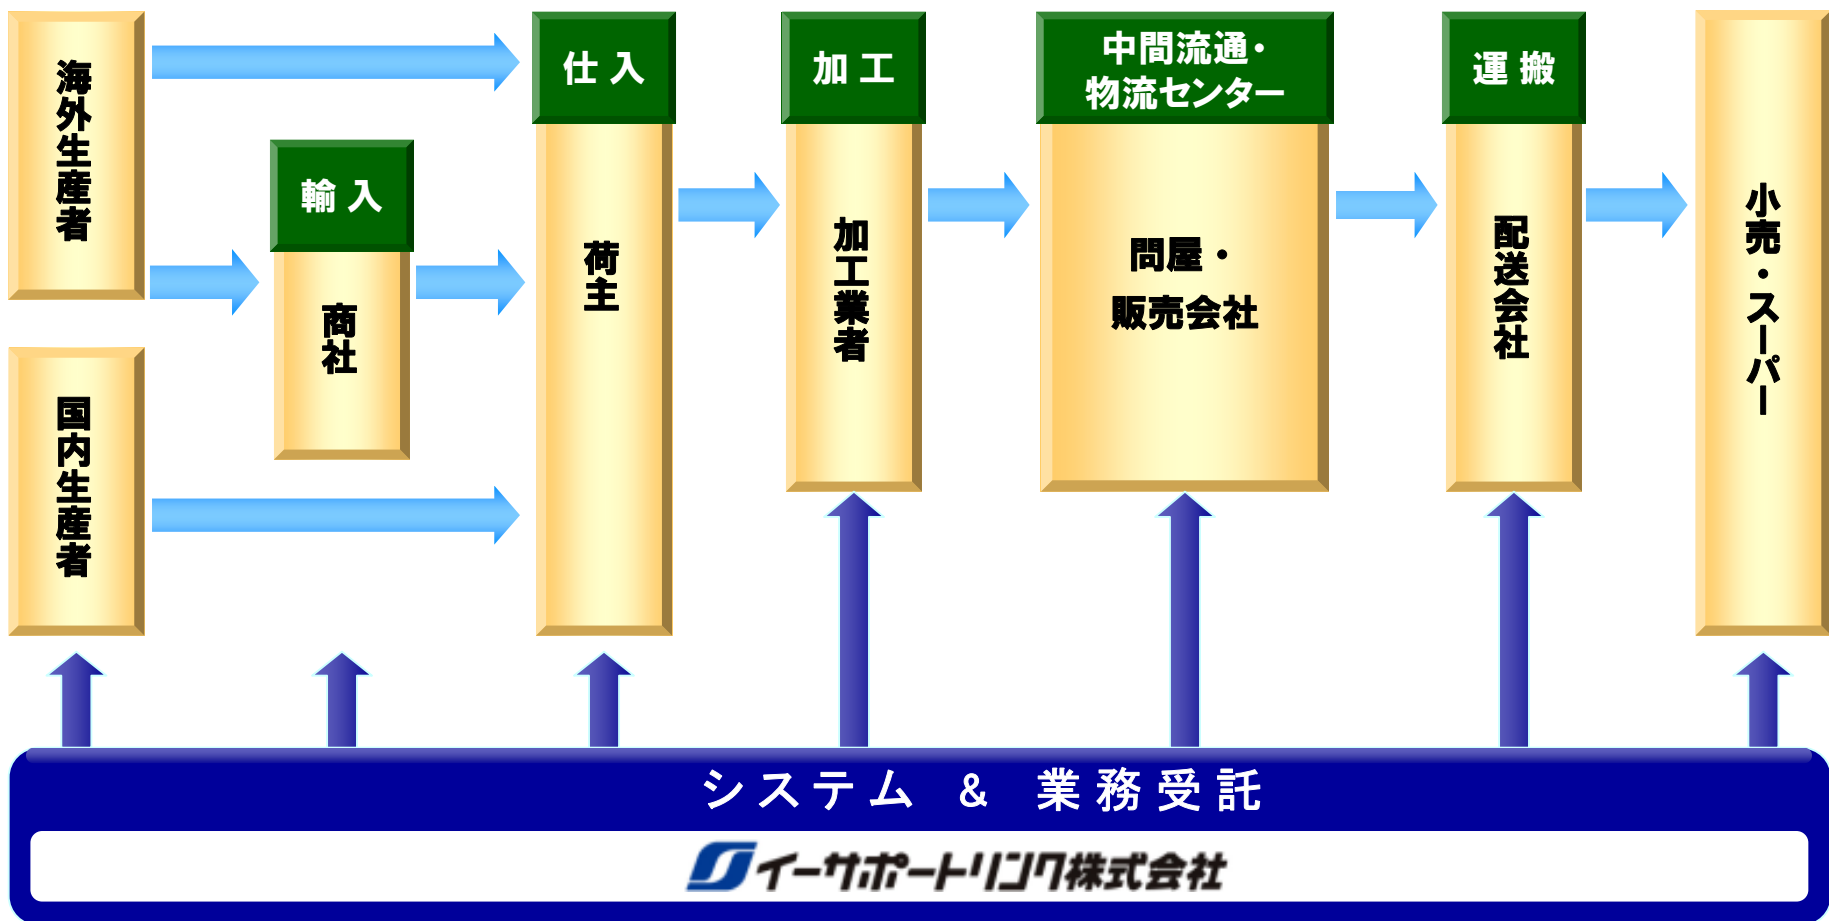 海外生産者
国内生産者
輸入
商社
仕入
荷主
加工
加工業者
中間流通・
物流センター
問屋・
販売会社
運搬
配送会社
小売・スーパー
システム & 業務受託
イーサポートリンク株式会社